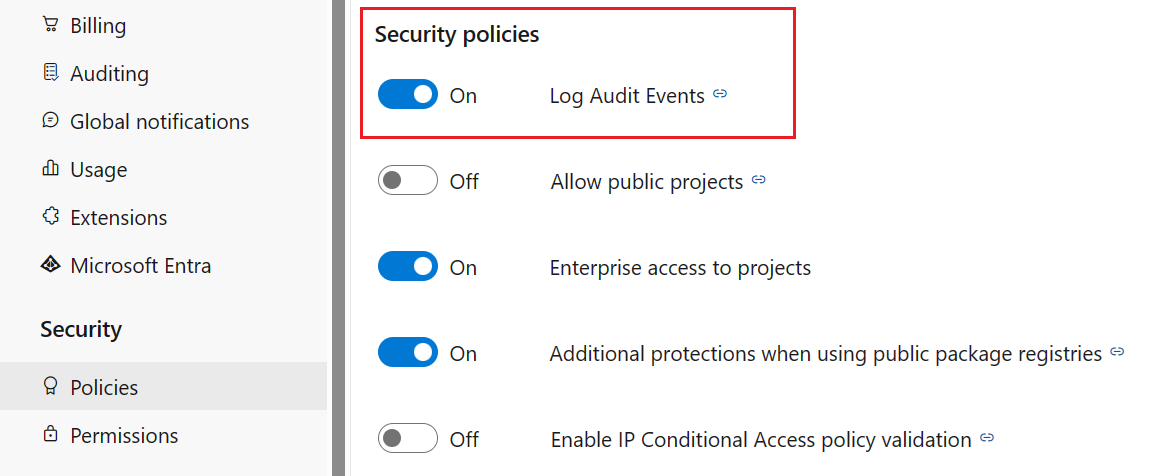 Billing
Auditing
Global notifications
Usage
Extensions
Microsoft Entra
Security
Policies
Permissions
Security policies
On Log Audit Events
Off Allow public projects
On Enterprise access to projects
On Additional protections when using public package registries
Off Enable IP Conditional Access policy validation